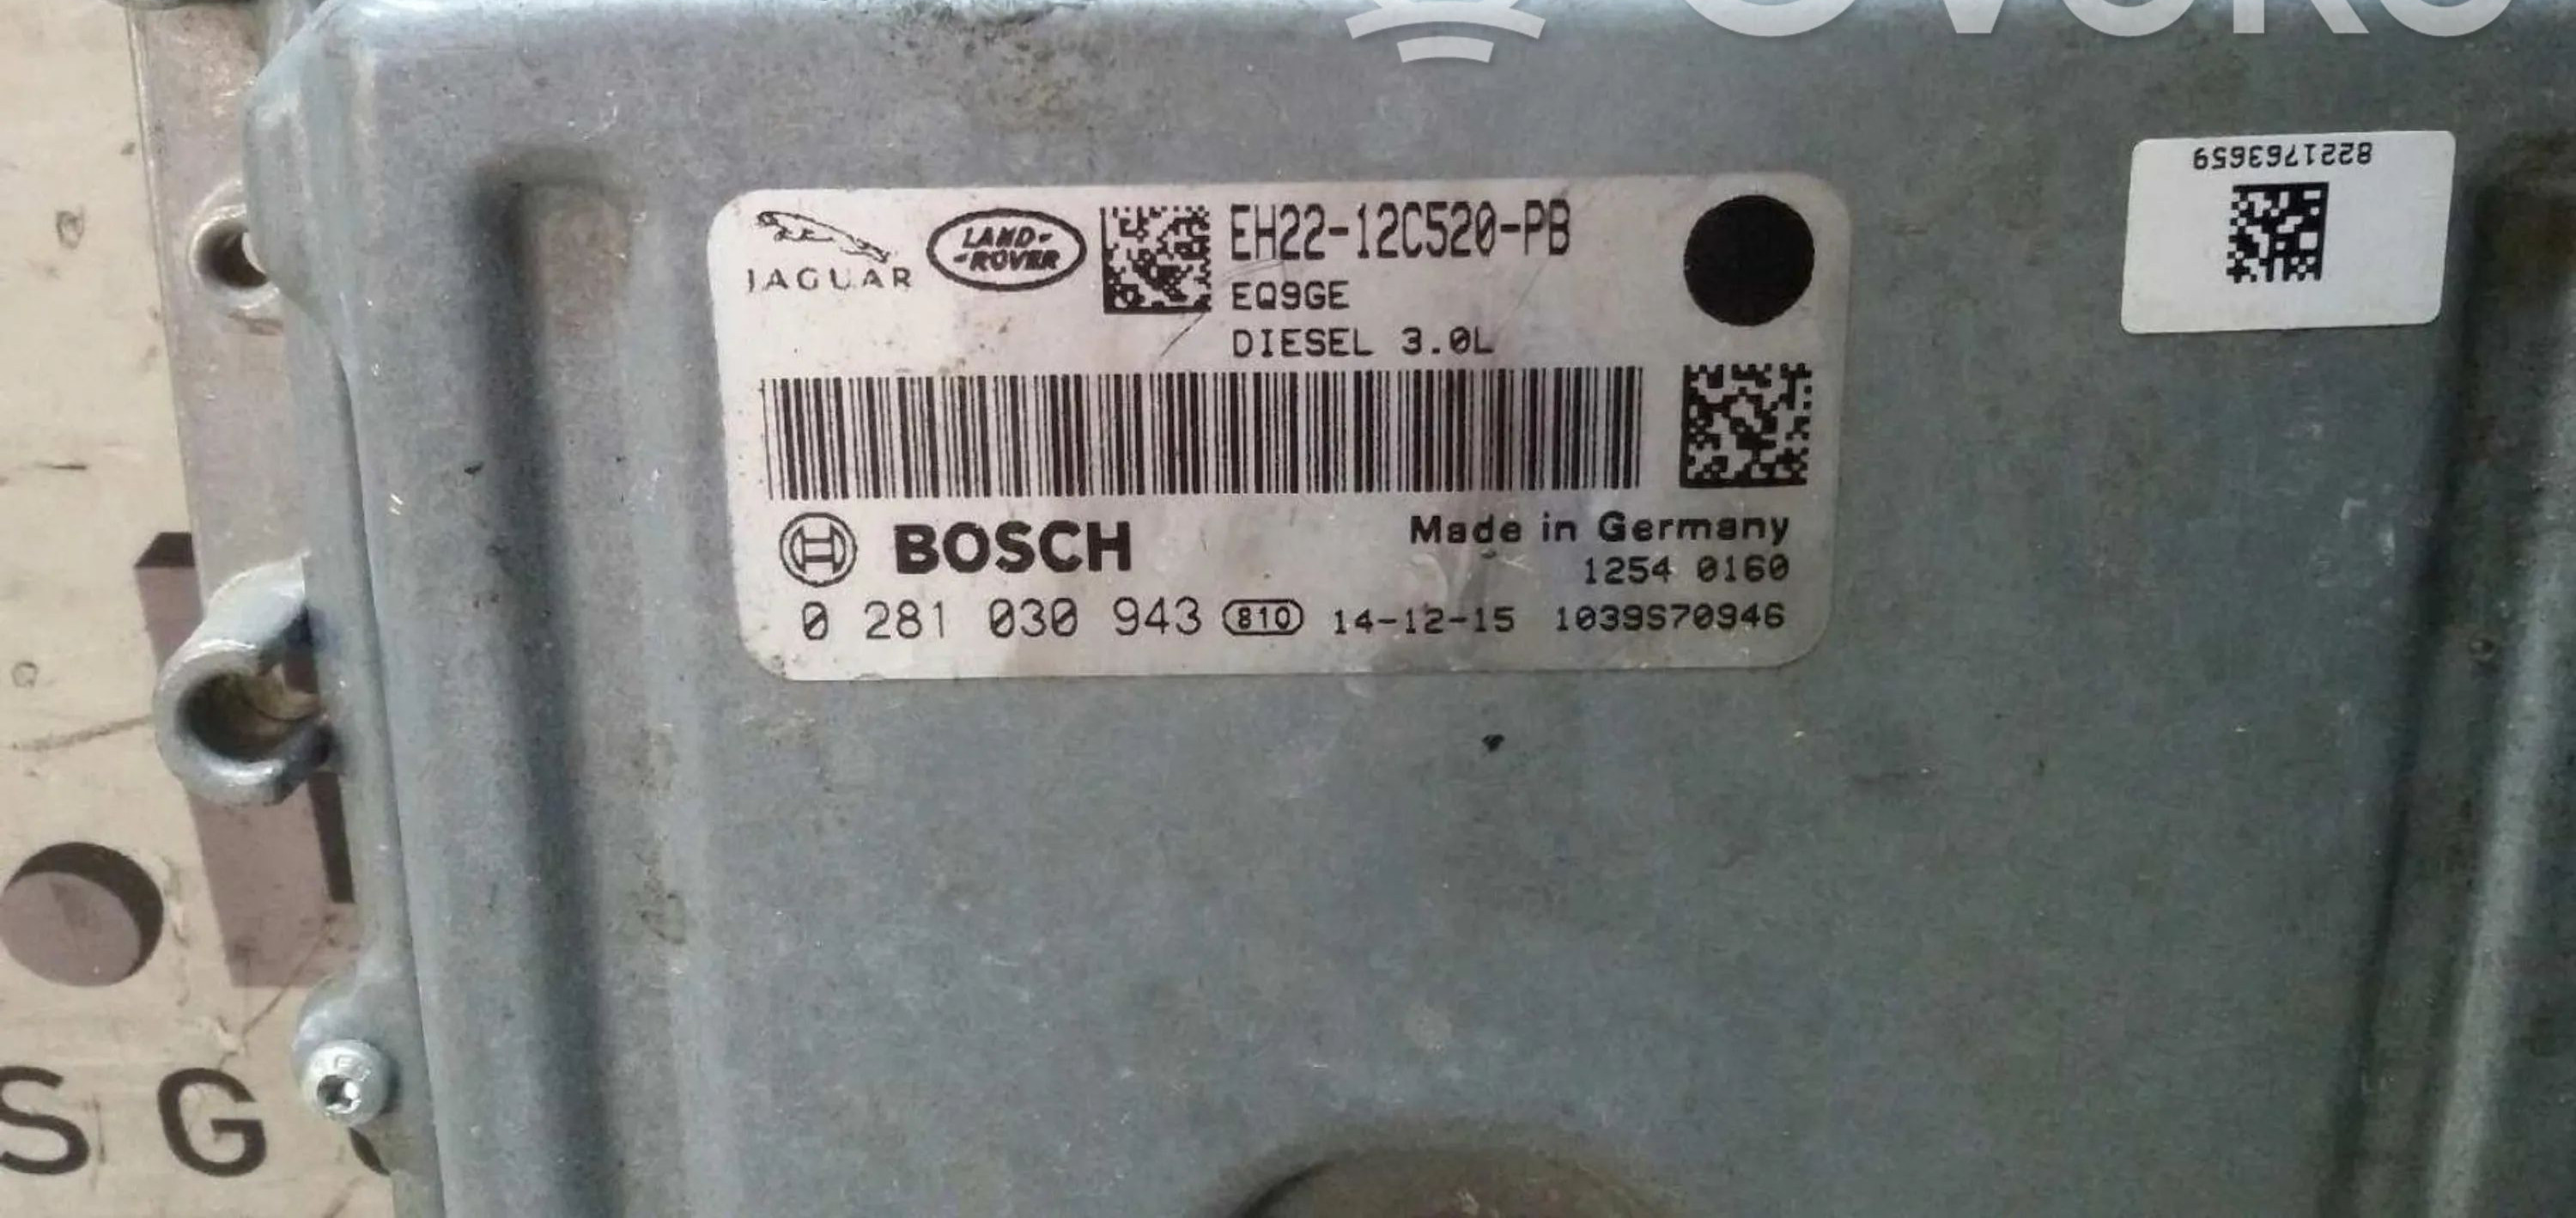 JAGUAR
LAND-
-ROVER
EH22-12C520-PB
EQ9GE
DIESEL 3.0L
BOSCH
Made in Germany
1254 0160
0 281 030 943 810 14-12-15 1039S70946
8221763659
S G